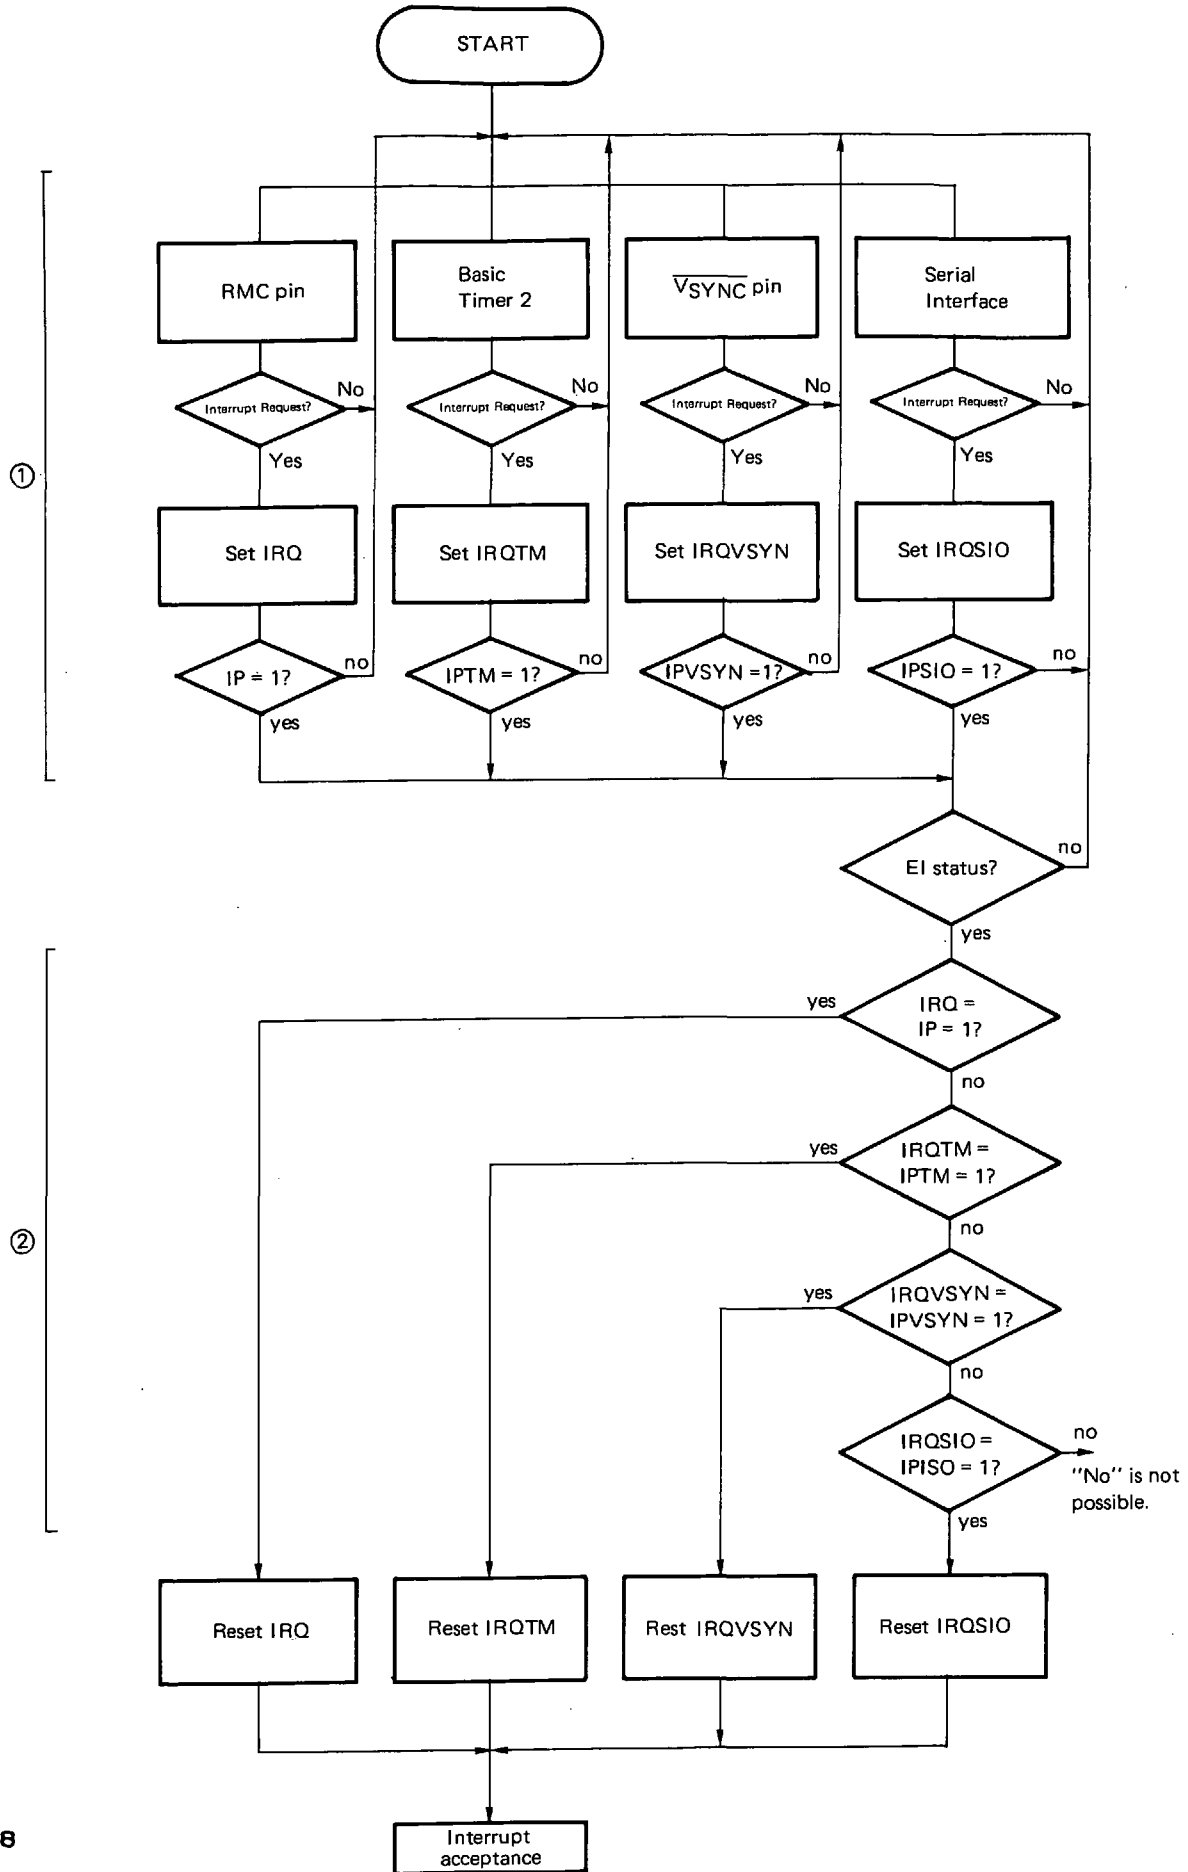 START
RMC pin
Basic
Timer 2
VSYNC pin
Serial
Interface
Interrupt Request?
No
Interrupt Request?
No
Interrupt Request?
No
Interrupt Request?
No
Yes
Yes
Yes
Yes
①
Set IRQ
Set IRQTM
Set IRQVSYN
Set IRQSIO
IP = 1?
no
IPTM = 1?
no
IPVSYN = 1?
no
IPSIO = 1?
no
yes
yes
yes
yes
EI status?
no
yes
yes
IRQ =
IP = 1?
no
yes
IRQTM =
IPTM = 1?
no
②
yes
IRQVSYN =
IPVSYN = 1?
no
IRQSIO =
IPISO = 1?
no
"No" is not
possible.
yes
Reset IRQ
Reset IRQTM
Rest IRQVSYN
Reset IRQSIO
Interrupt
acceptance
8